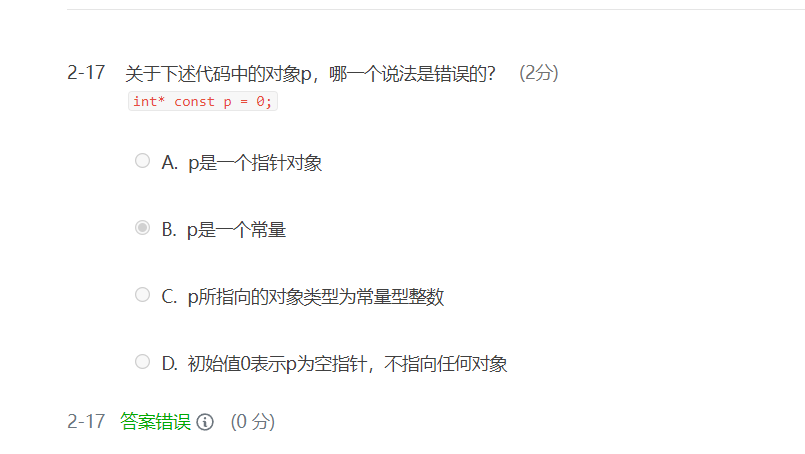 2-17 关于下述代码中的对象p，哪一个说法是错误的？ (2分)
int* const p = 0;
A. p是一个指针对象
B. p是一个常量
C. p所指向的对象类型为常量型整数
D. 初始值0表示p为空指针，不指向任何对象
2-17 答案错误 (0 分)